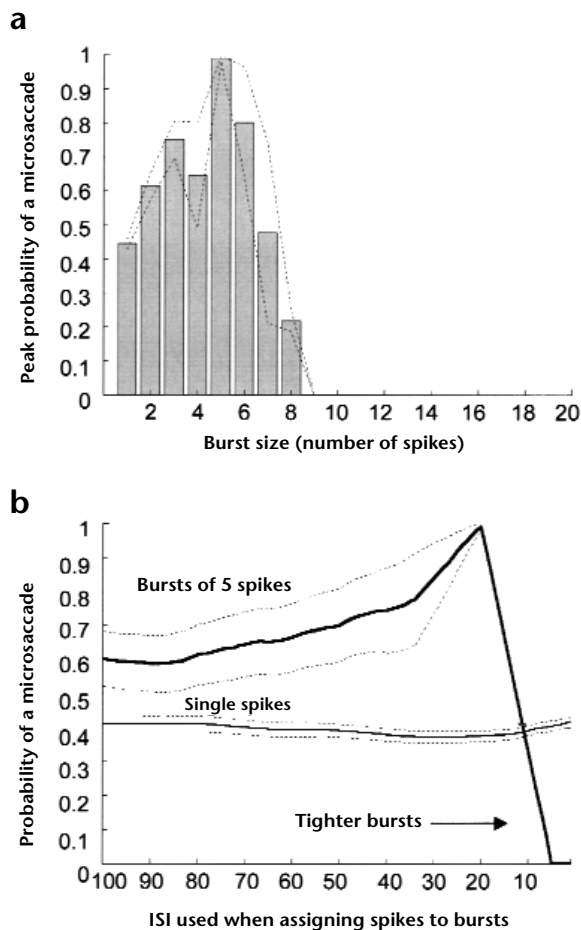 a
Peak probability of a microsaccade
1
0.9
0.8
0.7
0.6
0.5
0.4
0.3
0.2
0.1
0
2 4 6 8 10 12 14 16 18 20
Burst size (number of spikes)
b
Probability of a microsaccade
1
0.9
0.8
0.7
0.6
0.5
0.4
0.3
0.2
0.1
0
Bursts of 5 spikes
Single spikes
Tighter bursts
100 90 80 70 60 50 40 30 20 10
ISI used when assigning spikes to bursts